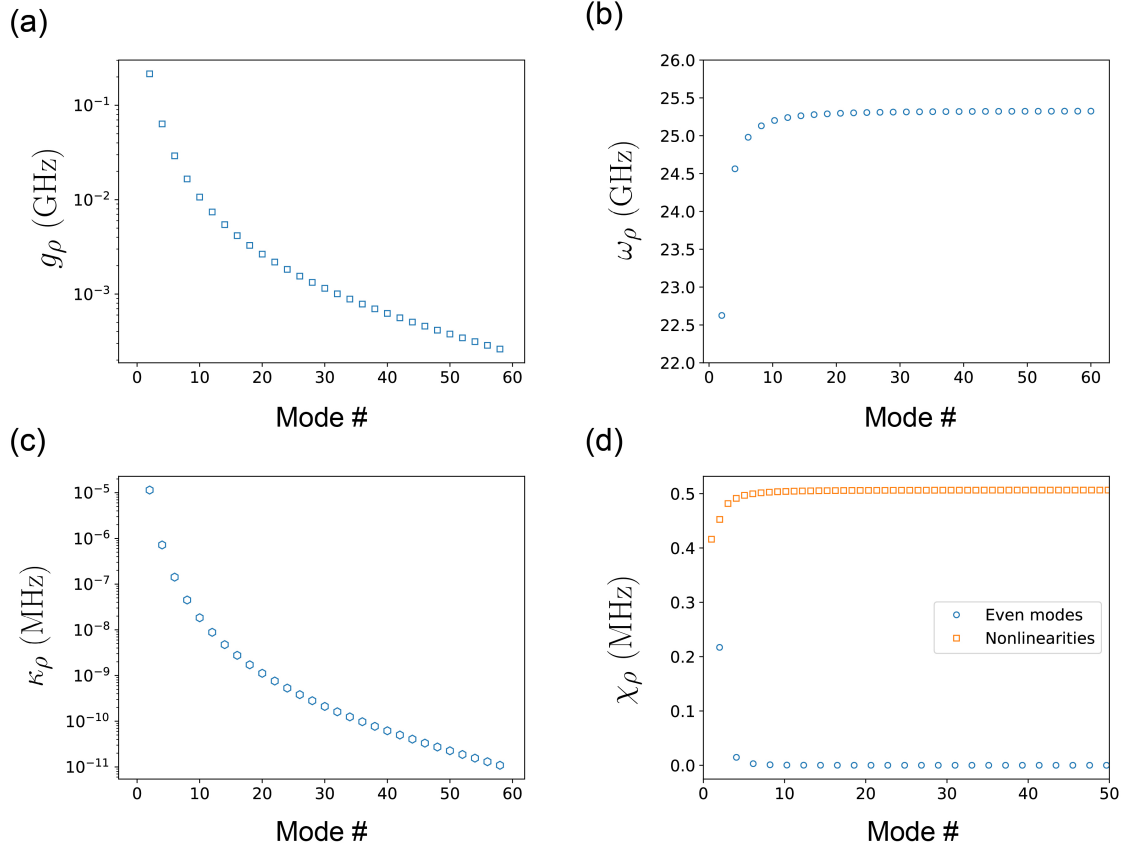 (a)
10⁻¹
10⁻²
10⁻³
g_ρ (GHz)
0 10 20 30 40 50 60
Mode #
(b)
26.0
25.5
25.0
24.5
24.0
23.5
23.0
22.5
22.0
ω_ρ (GHz)
0 10 20 30 40 50 60
Mode #
(c)
10⁻⁵
10⁻⁶
10⁻⁷
10⁻⁸
10⁻⁹
10⁻¹⁰
10⁻¹¹
κ_ρ (MHz)
0 10 20 30 40 50 60
Mode #
(d)
0.5
0.4
0.3
0.2
0.1
0.0
χ_ρ (MHz)
Even modes
Nonlinearities
0 10 20 30 40 50
Mode #